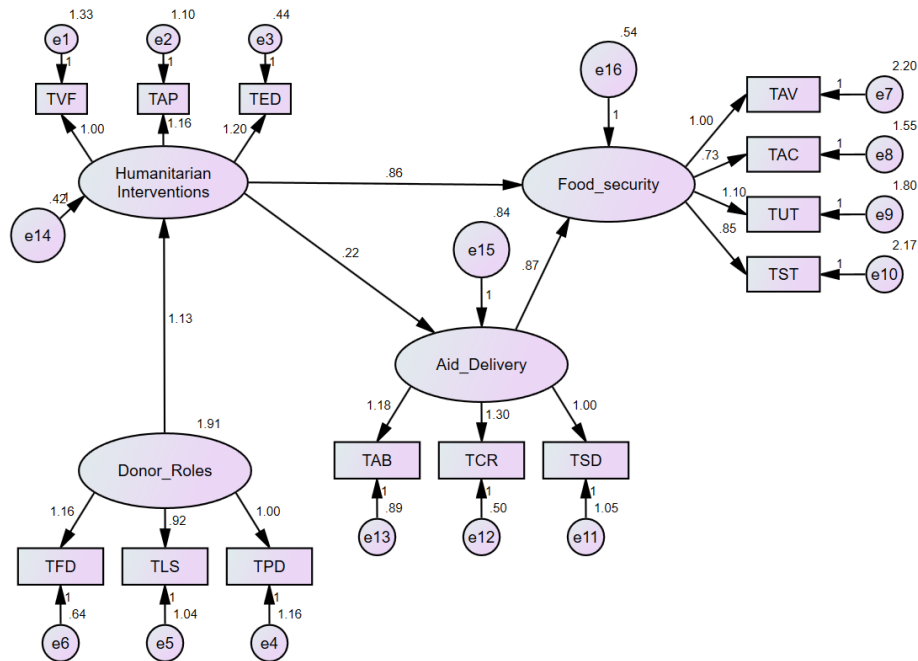 1.33 1.10 .44
e1 e2 e3
1 1 1
TVF TAP TED
1.00 1.16 1.20
Humanitarian
Interventions
.42 1
e14
.54
e16
1
.86
Food_security
2.20
TAV 1 e7
1.00
1.55
TAC 1 e8
.73
1.80
TUT 1 e9
1.10
2.17
TST 1 e10
.85
.22
.84
e15
1
.87
1.13
Aid_Delivery
1.18 1.30 1.00
TAB TCR TSD
1 1 1
.89 .50 1.05
e13 e12 e11
1.91
Donor_Roles
1.16 .92 1.00
TFD TLS TPD
1 1 1
.64 1.04 1.16
e6 e5 e4